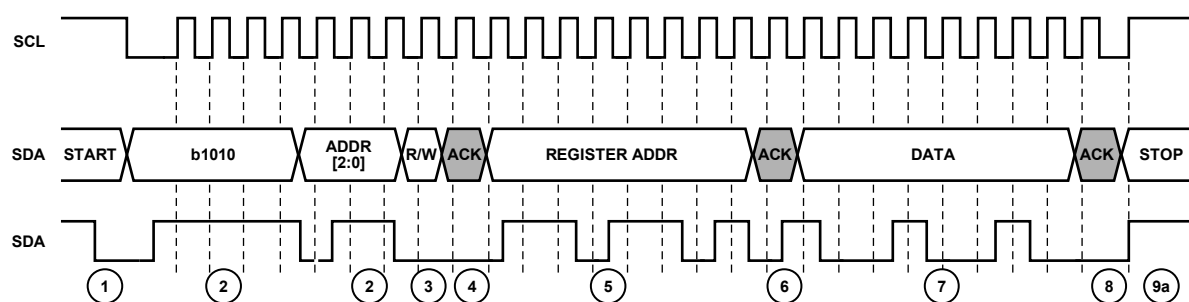 SCL
SDA START b1010 ADDR R/W ACK REGISTER ADDR ACK DATA ACK STOP
[2:0]
SDA
1 2 2 3 4 5 6 7 8 9a